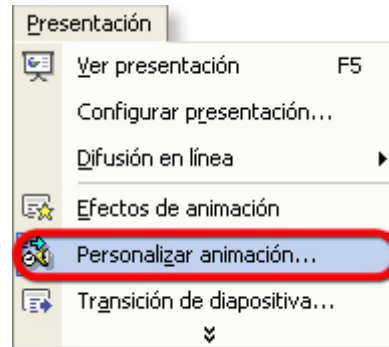 Presentación
Ver presentación F5
Configurar presentación...
Difusión en línea
Efectos de animación
Personalizar animación...
Transición de diapositiva...